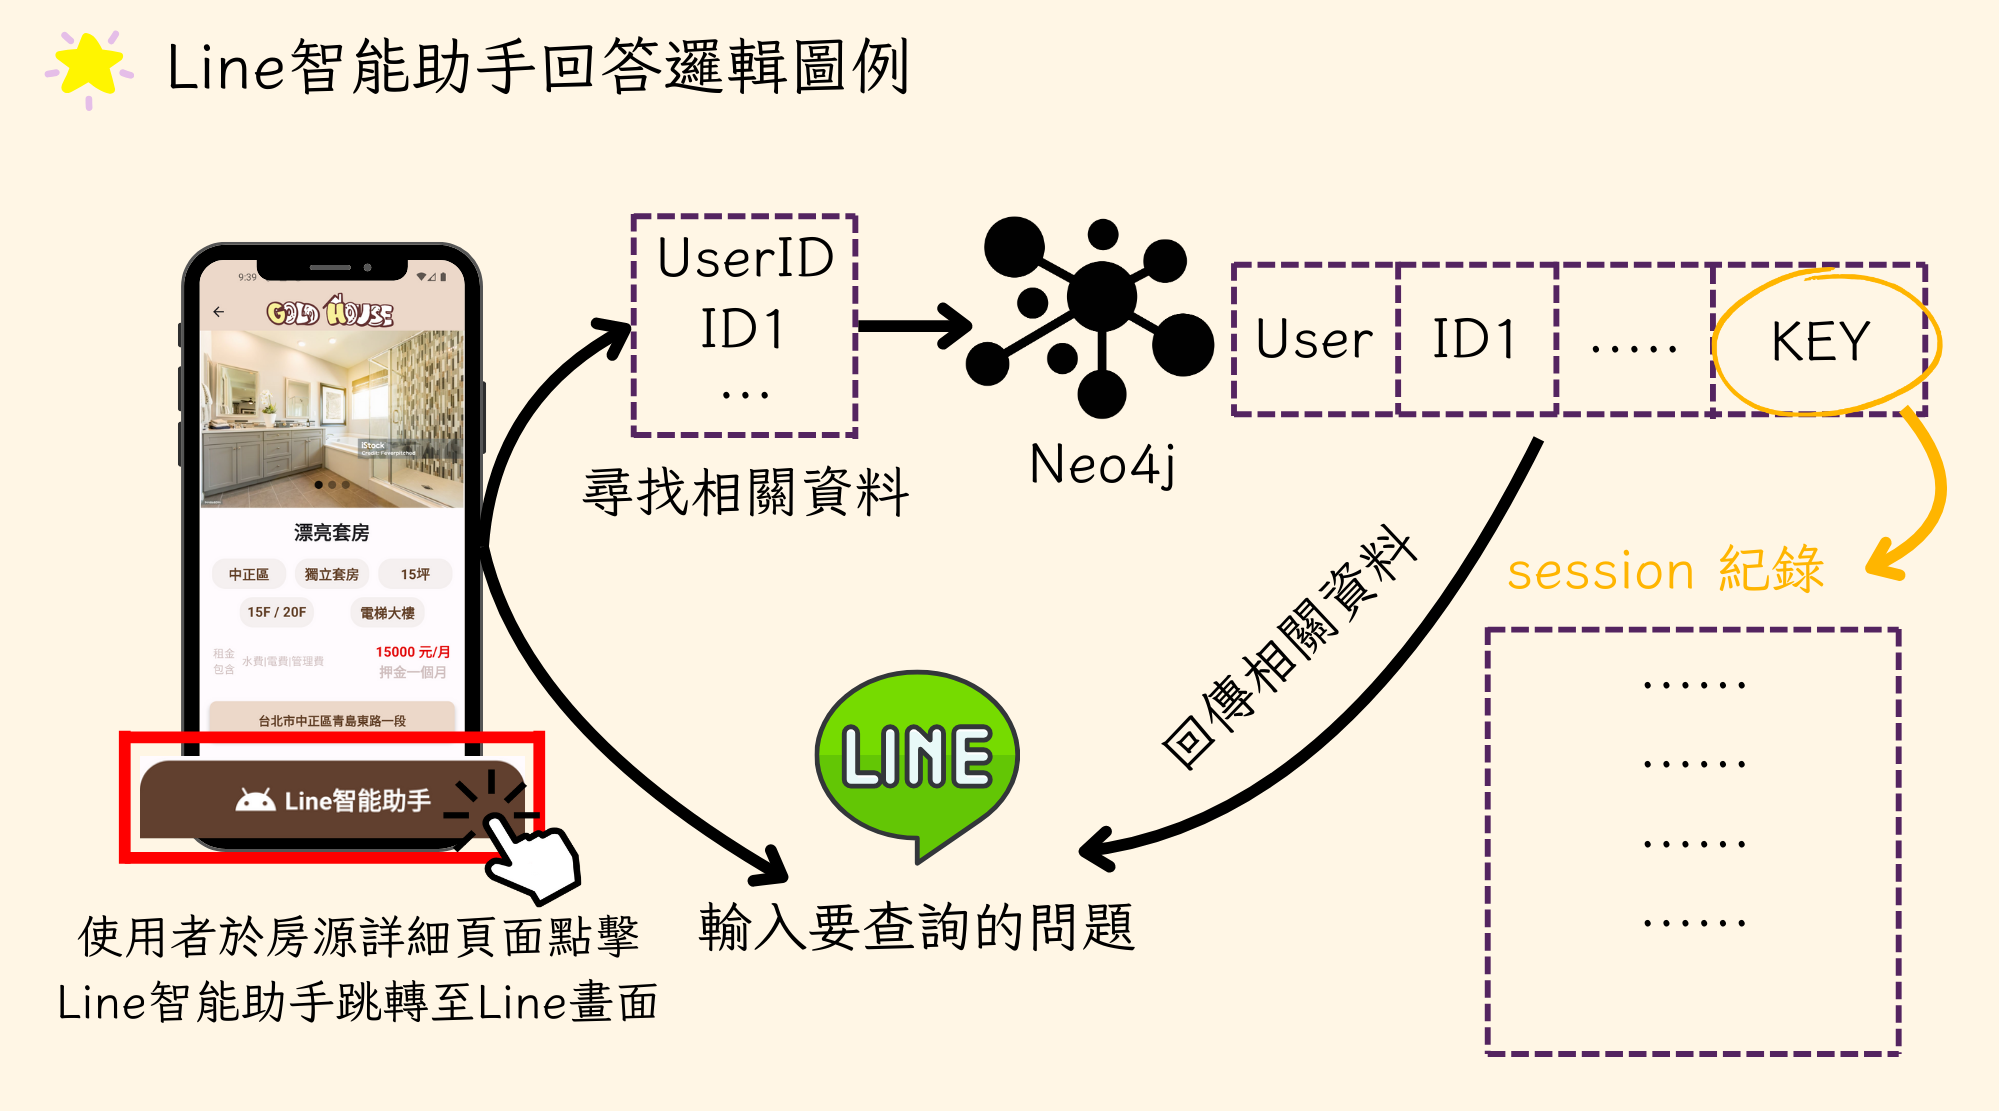 Line智能助手回答邏輯圖例
9:39
GOLD HOUSE
iStock
Credit: Feverpitched
漂亮套房
中正區 獨立套房 15坪
15F / 20F 電梯大樓
租金包含 水費|電費|管理費 15000 元/月
押金一個月
台北市中正區青島東路一段
Line智能助手
使用者於房源詳細頁面點擊
Line智能助手跳轉至Line畫面
UserID
ID1
...
尋找相關資料
Neo4j
User ID1 ..... KEY
session 紀錄
......
......
......
......
回傳相關資料
LINE
輸入要查詢的問題